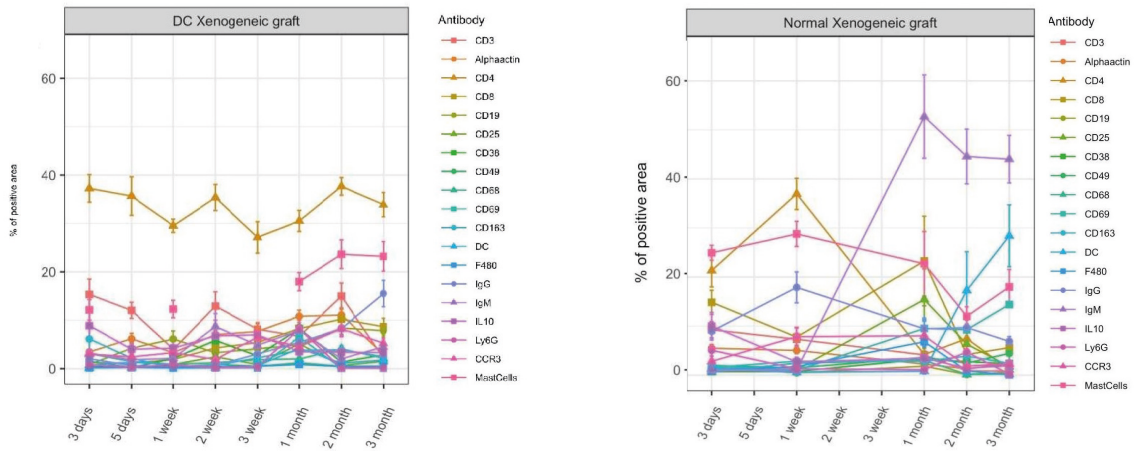 DC Xenogeneic graft
% of positive area
60
40
20
0
3 days
5 days
1 week
2 week
3 week
1 month
2 month
3 month
Antibody
CD3
Alphaactin
CD4
CD8
CD19
CD25
CD38
CD49
CD68
CD69
CD163
DC
F480
IgG
IgM
IL10
Ly6G
CCR3
MastCells
Normal Xenogeneic graft
% of positive area
60
40
20
0
3 days
5 days
1 week
2 week
3 week
1 month
2 month
3 month
Antibody
CD3
Alphaactin
CD4
CD8
CD19
CD25
CD38
CD49
CD68
CD69
CD163
DC
F480
IgG
IgM
IL10
Ly6G
CCR3
MastCells